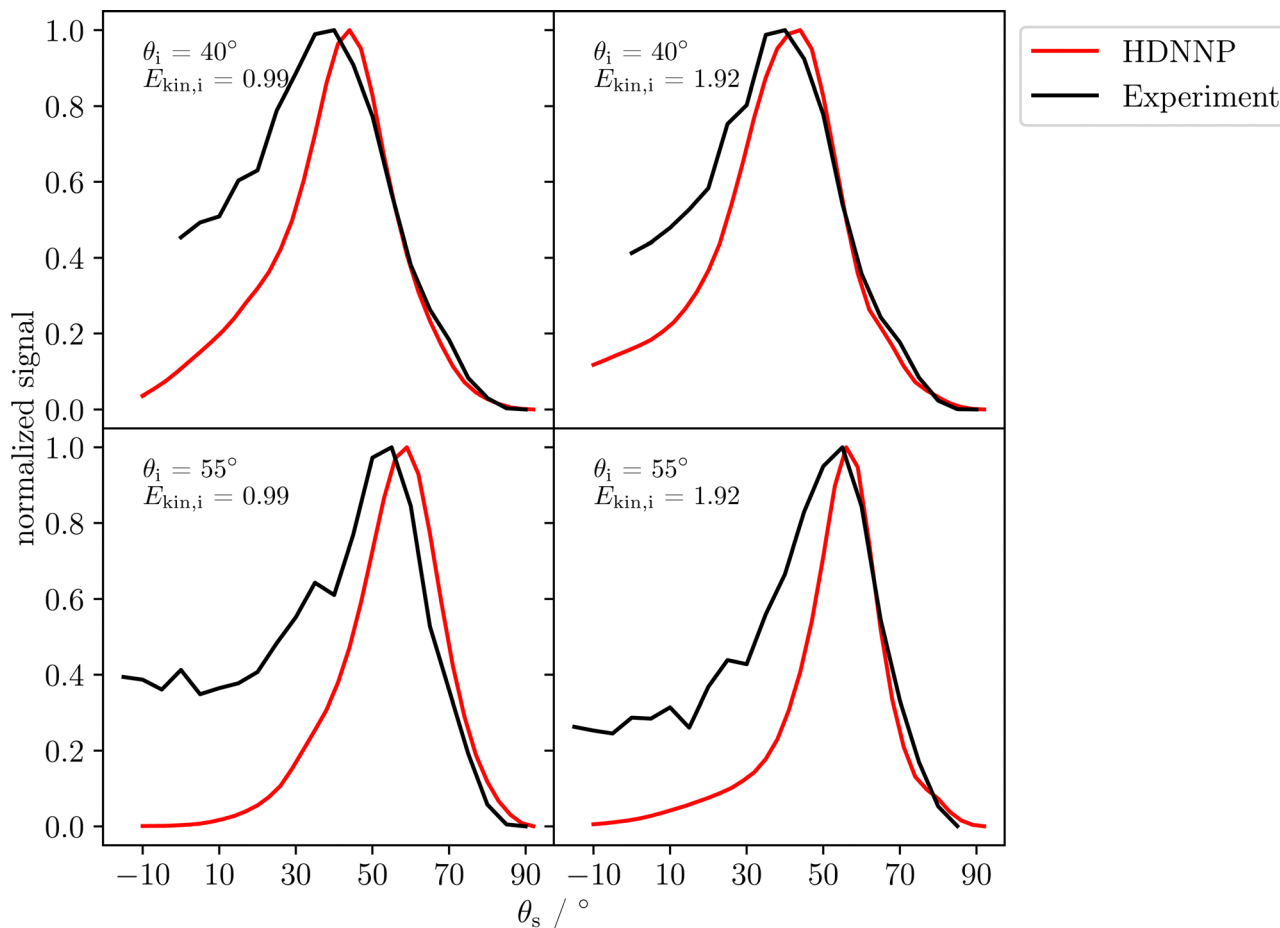 θi = 40°
Ekin,i = 0.99
θi = 40°
Ekin,i = 1.92
HDNNP
Experiment
1.0
0.8
0.6
0.4
0.2
0.0
normalized signal
θi = 55°
Ekin,i = 0.99
θi = 55°
Ekin,i = 1.92
1.0
0.8
0.6
0.4
0.2
0.0
−10 10 30 50 70 90 −10 10 30 50 70 90
θs / °